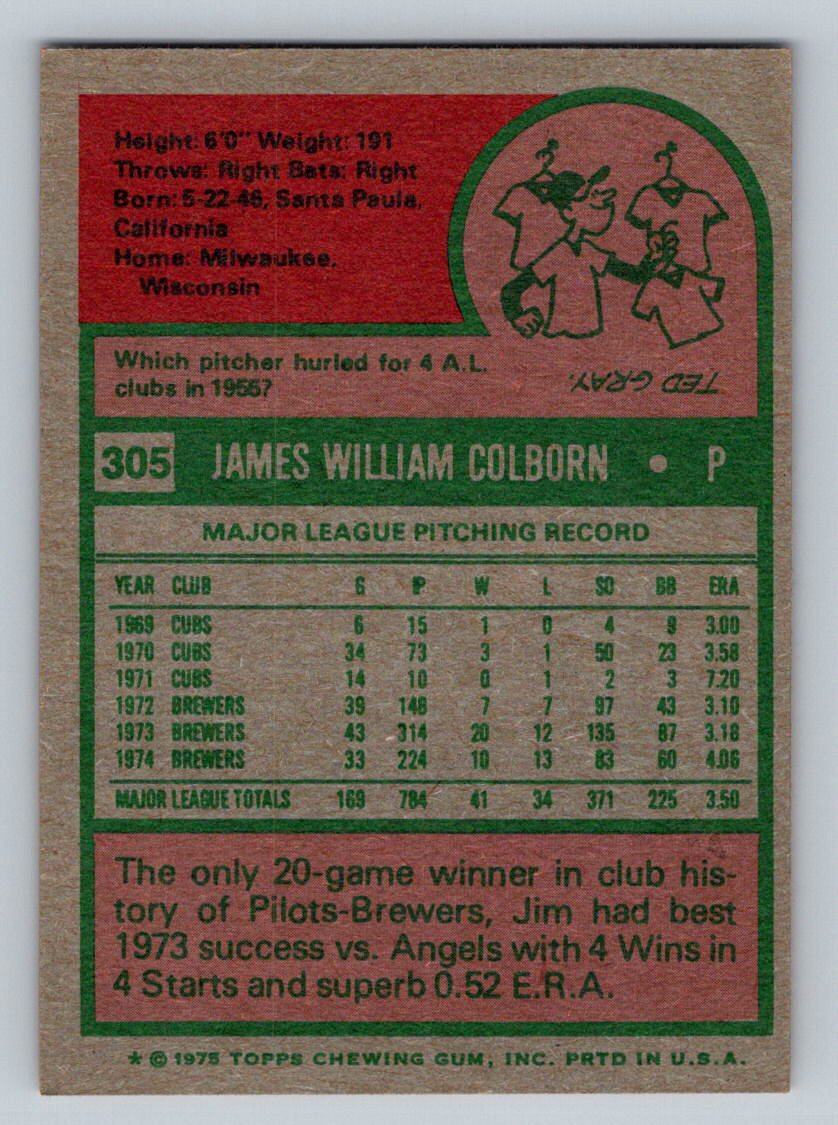 Height: 6'0" Weight: 191
Throws: Right Bats: Right
Born: 5-22-46, Santa Paula,
California
Home: Milwaukee,
Wisconsin
Which pitcher hurled for 4 A.L.
clubs in 1955?
TED GRAY.
305 JAMES WILLIAM COLBORN • P
MAJOR LEAGUE PITCHING RECORD
YEAR CLUB G IP W L SO BB ERA
1969 CUBS 6 15 1 0 4 9 3.00
1970 CUBS 34 73 3 1 50 23 3.58
1971 CUBS 14 10 0 1 2 3 7.20
1972 BREWERS 39 148 7 7 97 43 3.10
1973 BREWERS 43 314 20 12 135 87 3.18
1974 BREWERS 33 224 10 13 83 60 4.06
MAJOR LEAGUE TOTALS 169 784 41 34 371 225 3.50
The only 20-game winner in club his-
tory of Pilots-Brewers, Jim had best
1973 success vs. Angels with 4 Wins in
4 Starts and superb 0.52 E.R.A.
* © 1975 TOPPS CHEWING GUM, INC. PRTD IN U.S.A.